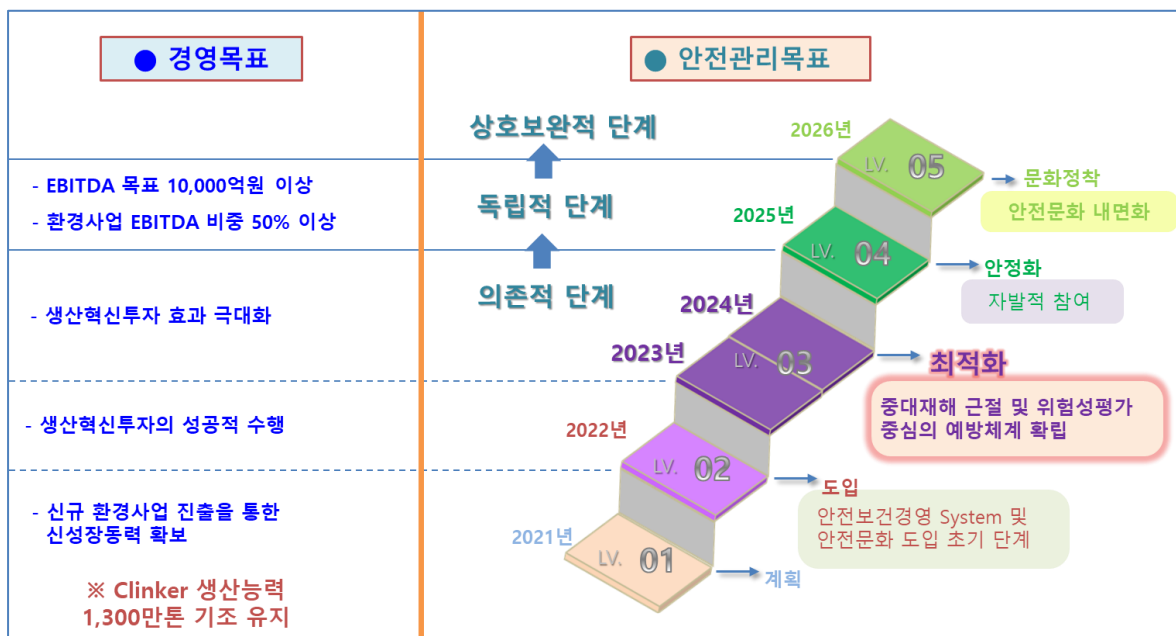 ● 경영목표
- EBITDA 목표 10,000억원 이상
- 환경사업 EBITDA 비중 50% 이상
- 생산혁신투자 효과 극대화
- 생산혁신투자의 성공적 수행
- 신규 환경사업 진출을 통한
신성장동력 확보
※ Clinker 생산능력
1,300만톤 기조 유지
● 안전관리목표
상호보완적 단계
독립적 단계
의존적 단계
2026년
LV. 05
문화정착
안전문화 내면화
2025년
LV. 04
안정화
자발적 참여
2024년
2023년
LV. 03
최적화
중대재해 근절 및 위험성평가
중심의 예방체계 확립
2022년
LV. 02
도입
안전보건경영 System 및
안전문화 도입 초기 단계
2021년
LV. 01
계획